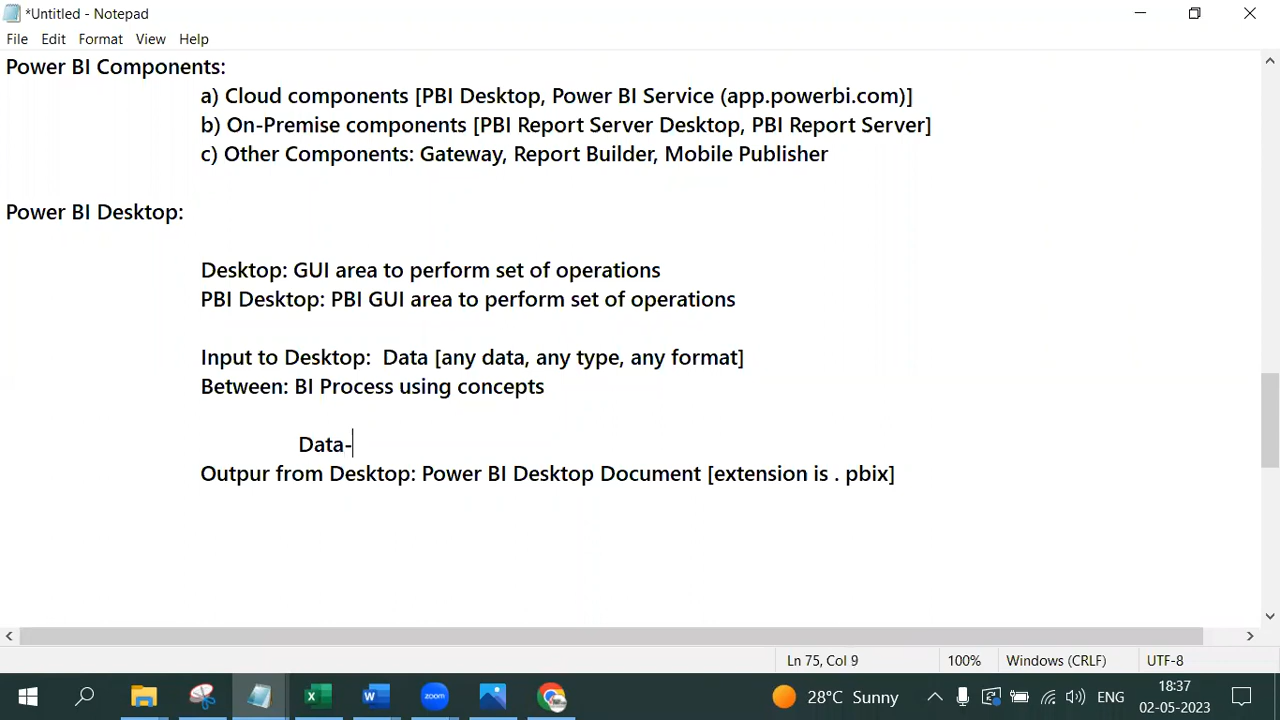 *Untitled - Notepad
File Edit Format View Help
Power BI Components:
a) Cloud components [PBI Desktop, Power BI Service (app.powerbi.com)]
b) On-Premise components [PBI Report Server Desktop, PBI Report Server]
c) Other Components: Gateway, Report Builder, Mobile Publisher
Power BI Desktop:
Desktop: GUI area to perform set of operations
PBI Desktop: PBI GUI area to perform set of operations
Input to Desktop:  Data [any data, any type, any format]
Between: BI Process using concepts
Data-
Outpur from Desktop: Power BI Desktop Document [extension is . pbix]
Ln 75, Col 9 100% Windows (CRLF) UTF-8
zoom 28°C Sunny ENG 18:37
02-05-2023